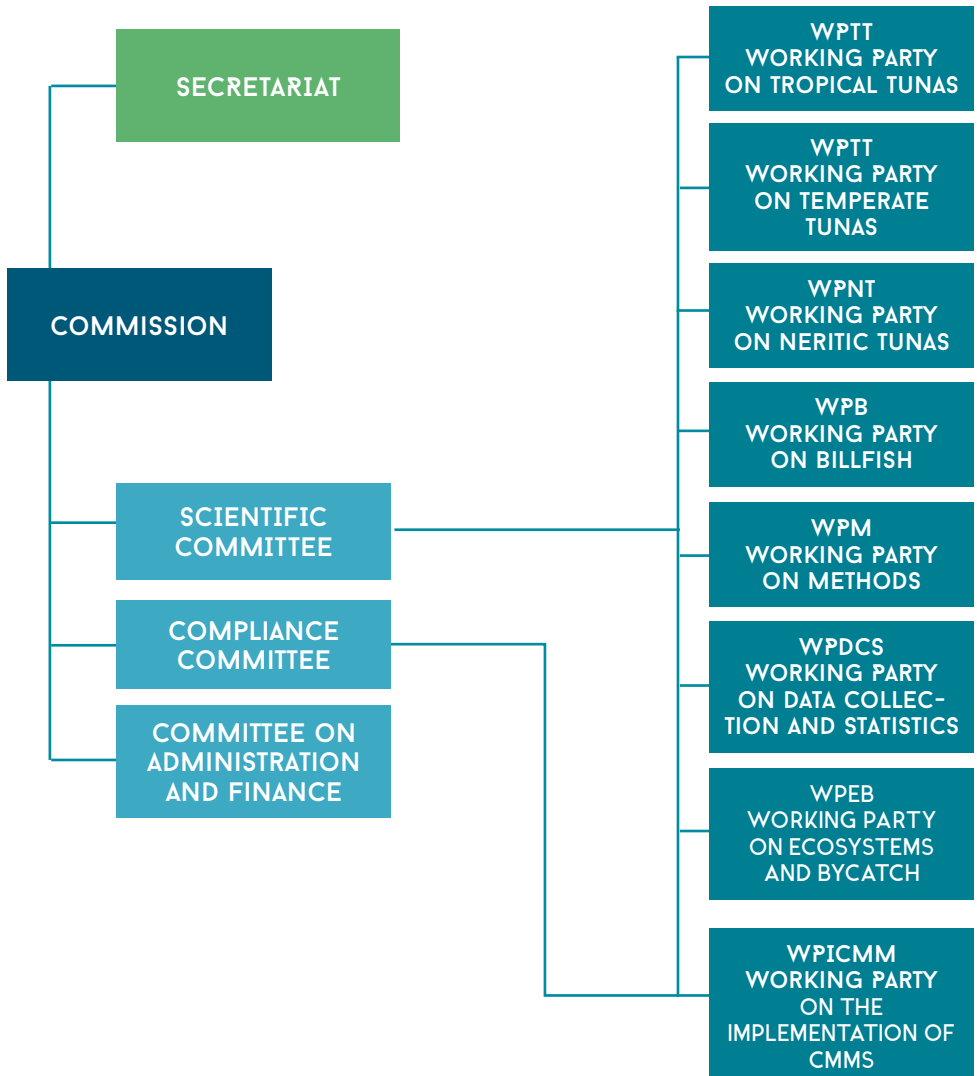 SECRETARIAT
COMMISSION
SCIENTIFIC
COMMITTEE
COMPLIANCE
COMMITTEE
COMMITTEE ON
ADMINISTRATION
AND FINANCE
WPTT
WORKING PARTY
ON TROPICAL TUNAS
WPTT
WORKING PARTY
ON TEMPERATE
TUNAS
WPNT
WORKING PARTY
ON NERITIC TUNAS
WPB
WORKING PARTY
ON BILLFISH
WPM
WORKING PARTY
ON METHODS
WPDCS
WORKING PARTY
ON DATA COLLEC-
TION AND STATISTICS
WPEB
WORKING PARTY
ON ECOSYSTEMS
AND BYCATCH
WPICMM
WORKING PARTY
ON THE
IMPLEMENTATION OF
CMMS